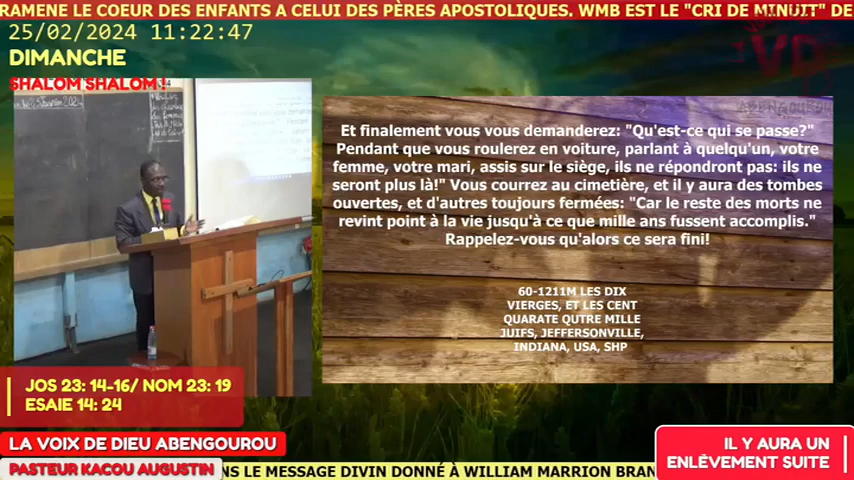 RAMENE LE COEUR DES ENFANTS A CELUI DES PÈRES APOSTOLIQUES. WMB EST LE "CRI DE MINUIT" DE
25/02/2024 11:22:47
DIMANCHE
SHALOM SHALOM !
VD
ABENGOUROU
Et finalement vous vous demanderez: "Qu'est-ce qui se passe?"
Pendant que vous roulerez en voiture, parlant à quelqu'un, votre
femme, votre mari, assis sur le siège, ils ne répondront pas: ils ne
seront plus là!" Vous courrez au cimetière, et il y aura des tombes
ouvertes, et d'autres toujours fermées: "Car le reste des morts ne
revint point à la vie jusqu'à ce que mille ans fussent accomplis."
Rappelez-vous qu'alors ce sera fini!
60-1211M LES DIX
VIERGES, ET LES CENT
QUARATE QUTRE MILLE
JUIFS, JEFFERSONVILLE,
INDIANA, USA, SHP
JOS 23: 14-16/ NOM 23: 19
ESAIE 14: 24
LA VOIX DE DIEU ABENGOUROU
IL Y AURA UN
ENLÈVEMENT SUITE
PASTEUR KACOU AUGUSTIN
NS LE MESSAGE DIVIN DONNÉ À WILLIAM MARRION BRAN